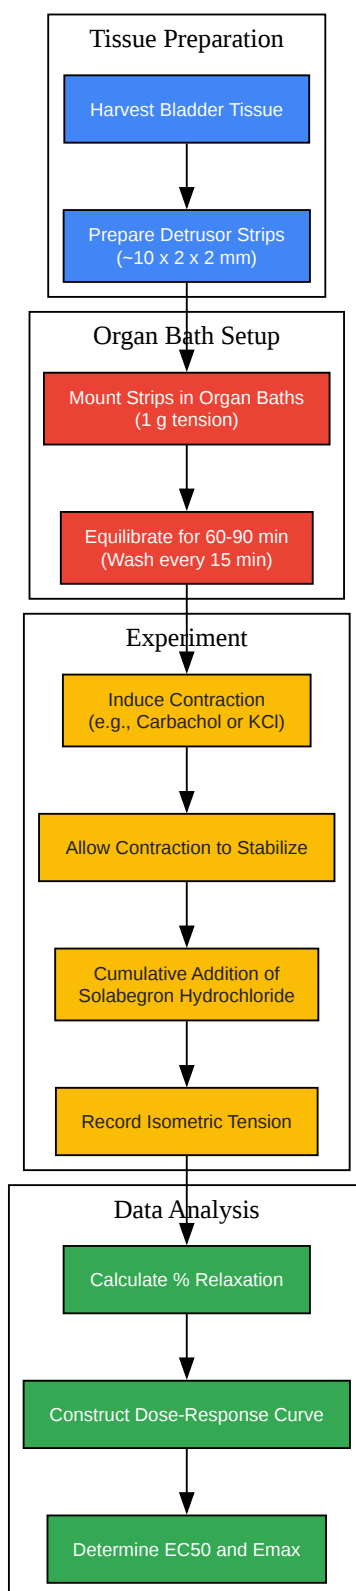 Tissue Preparation
Harvest Bladder Tissue
Prepare Detrusor Strips
(~10 x 2 x 2 mm)
Organ Bath Setup
Mount Strips in Organ Baths
(1 g tension)
Equilibrate for 60-90 min
(Wash every 15 min)
Experiment
Induce Contraction
(e.g., Carbachol or KCl)
Allow Contraction to Stabilize
Cumulative Addition of
Solabegron Hydrochloride
Record Isometric Tension
Data Analysis
Calculate % Relaxation
Construct Dose-Response Curve
Determine EC50 and Emax